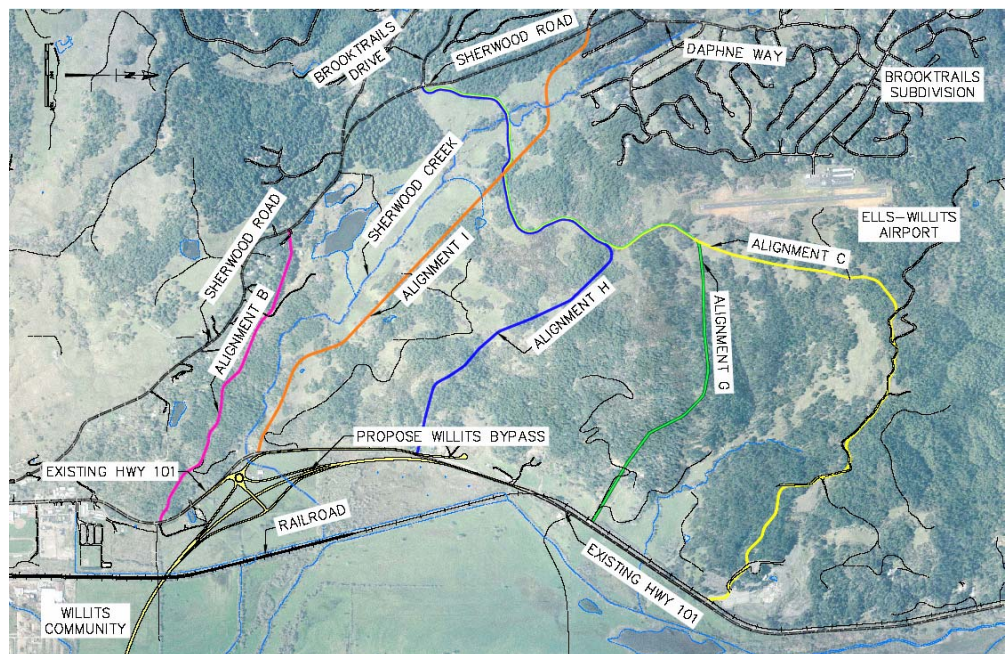 SHERWOOD ROAD
DAPHNE WAY
BROOKTRAILS
DRIVE
BROOKTRAILS
SUBDIVISION
N
SHERWOOD CREEK
SHERWOOD ROAD
ELLS-WILLITS
AIRPORT
ALIGNMENT C
ALIGNMENT I
ALIGNMENT B
ALIGNMENT H
ALIGNMENT G
PROPOSE WILLITS BYPASS
EXISTING HWY 101
RAILROAD
EXISTING HWY 101
WILLITS
COMMUNITY